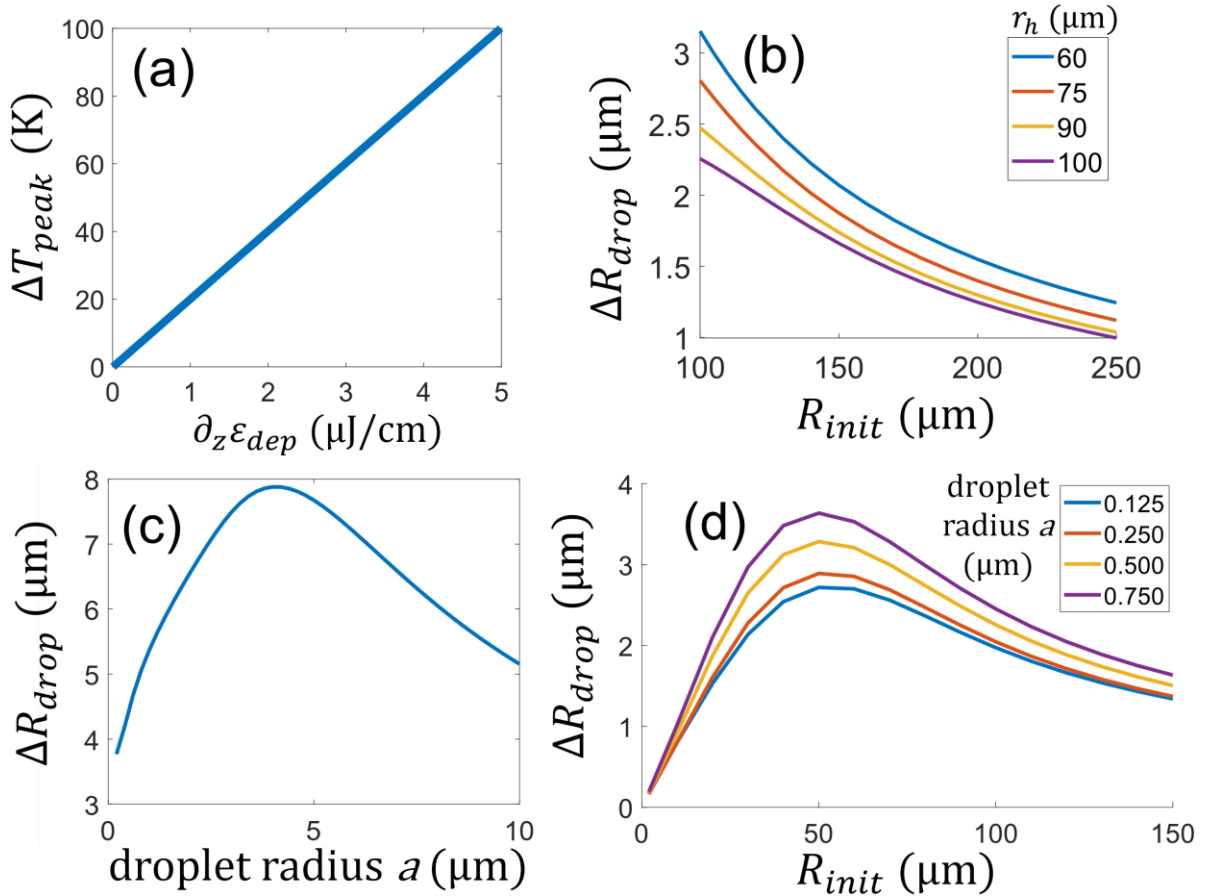 (a)
ΔT_peak (K)
100
80
60
40
20
0
0 1 2 3 4 5
∂_z ε_dep (μJ/cm)
(b)
r_h (μm)
60
75
90
100
ΔR_drop (μm)
3
2.5
2
1.5
1
100 150 200 250
R_init (μm)
(c)
ΔR_drop (μm)
8
7
6
5
4
3
0 5 10
droplet radius a (μm)
(d)
droplet
radius a
(μm)
0.125
0.250
0.500
0.750
ΔR_drop (μm)
4
3
2
1
0
0 50 100 150
R_init (μm)